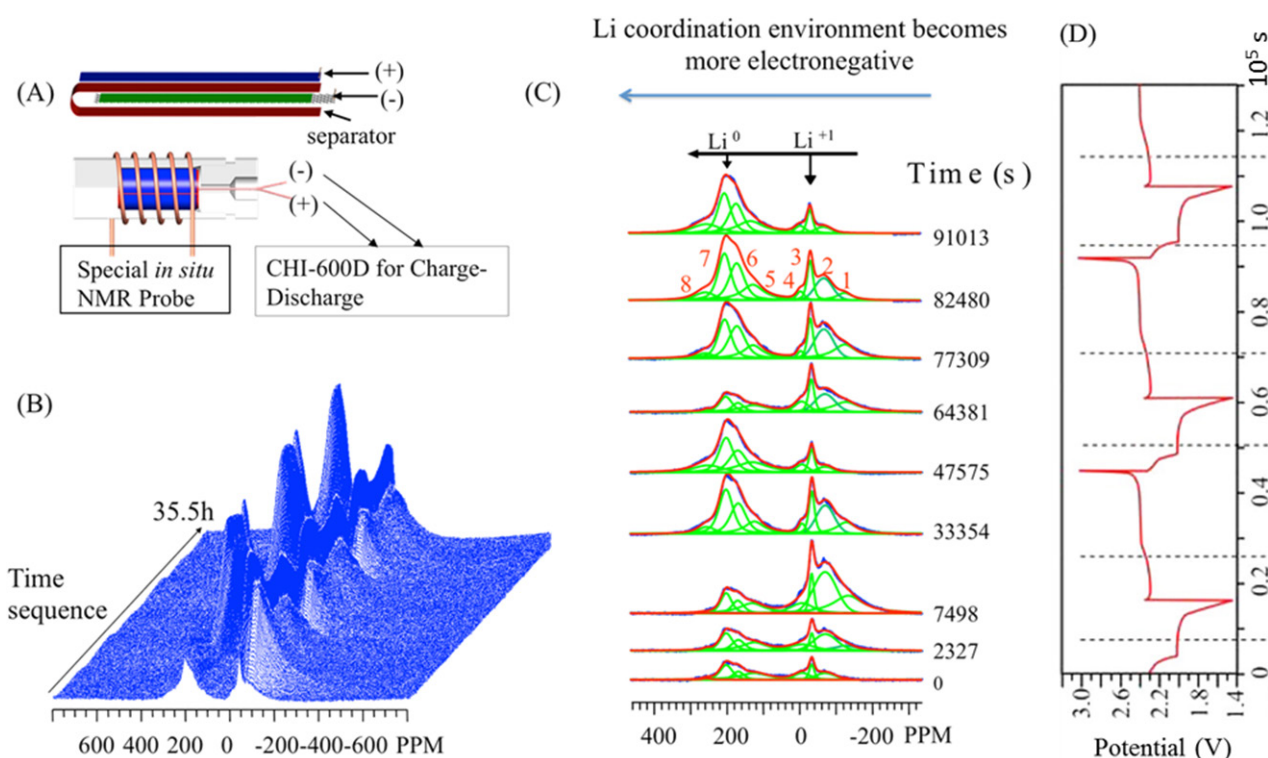 (A)
(+)
(-)
separator
(-)
(+)
Special in situ
NMR Probe
CHI-600D for Charge-
Discharge
(B)
35.5h
Time
sequence
600 400 200 0 -200-400-600 PPM
Li coordination environment becomes
more electronegative
(C)
Li 0
Li +1
Time (s)
91013
8 7 6 5 4 3 2 1
82480
77309
64381
47575
33354
7498
2327
0
400 200 0 -200 PPM
(D)
10⁵ s
1.2
1.0
0.8
0.6
0.4
0.2
0
3.0 2.6 2.2 1.8 1.4
Potential (V)